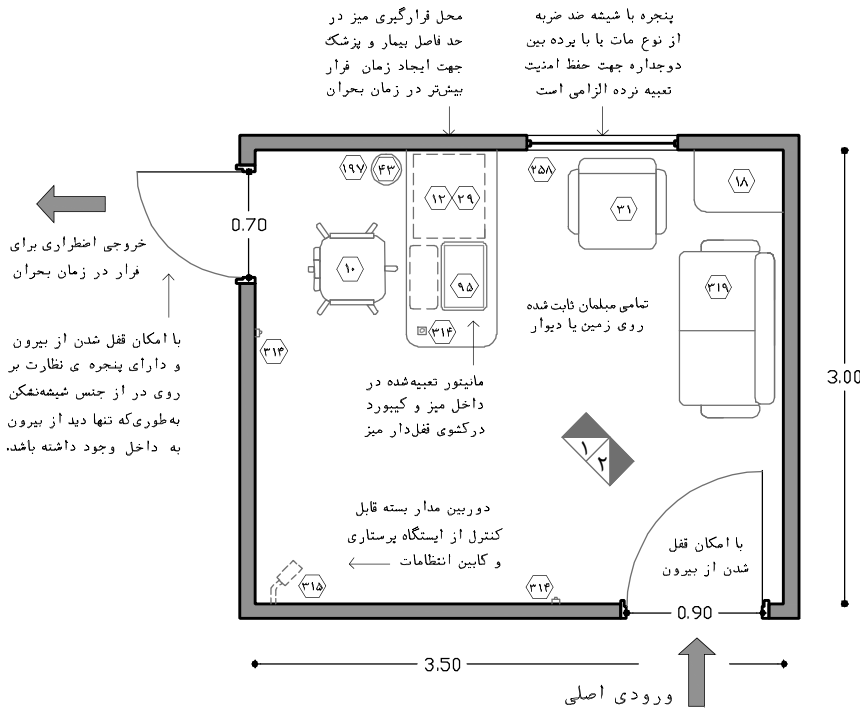 پنجره با شیشه ضد ضربه
از نوع مات یا با پرده بین
دوجداره جهت حفظ امنیت
تعبیه نرده الزامی است
محل قرارگیری میز در
حد فاصل بیمار و پزشک
جهت ایجاد زمان فرار
بیش‌تر در زمان بحران
۱۸
۲۵۸
۴۳
۱۹۷
۳۱
۲۹
۱۲
0.70
خروجی اضطراری برای
فرار در زمان بحران
۳۱۹
۹۵
۱۰
تمامی مبلمان ثابت‌شده
روی زمین یا دیوار
۳۱۴
۳۱۴
با امکان قفل شدن از بیرون
و دارای پنجره ی نظارت بر
روی در از جنس شیشه‌نشکن
به‌طوری‌که تنها دید از بیرون
به داخل وجود داشته باشد.
مانیتور تعبیه‌شده در
داخل میز و کیبورد
درکشوی قفل‌دار میز
3.00
۱
۲
دوربین مدار بسته قابل
کنترل از ایستگاه پرستاری
و کابین انتظامات
با امکان قفل
شدن از بیرون
۳۱۴
۳۱۵
0.90
3.50
ورودی اصلی